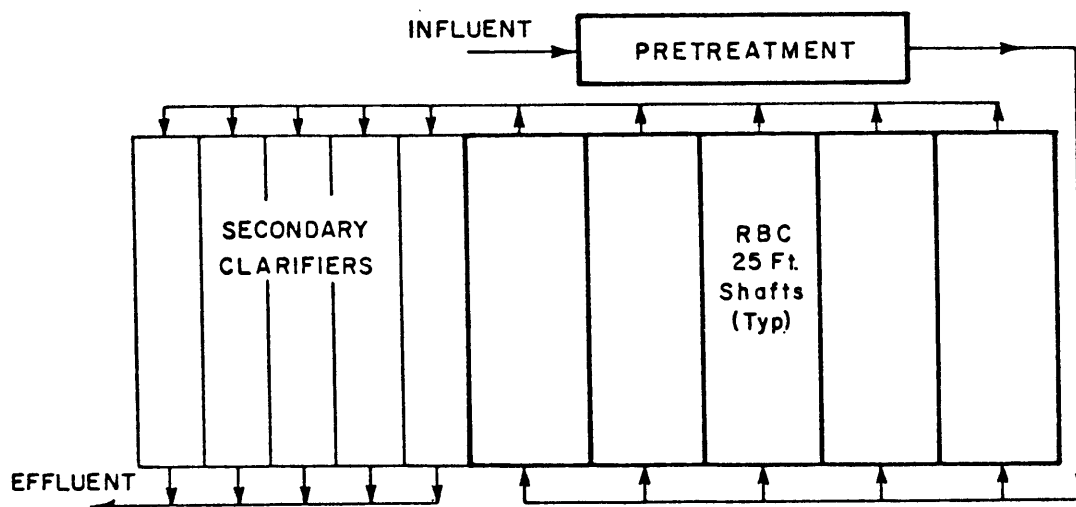 INFLUENT
PRETREATMENT
SECONDARY
CLARIFIERS
RBC
25 Ft.
Shafts
(Typ)
EFFLUENT